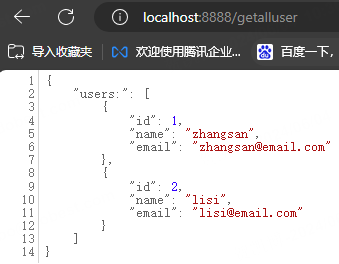 localhost:8888/getalluser
导入收藏夹 欢迎使用腾讯企业... 百度一下,
1 {
2 "users:": [
3 {
4 "id": 1,
5 "name": "zhangsan",
6 "email": "zhangsan@email.com"
7 },
8 {
9 "id": 2,
10 "name": "lisi",
11 "email": "lisi@email.com"
12 }
13 ]
14 }